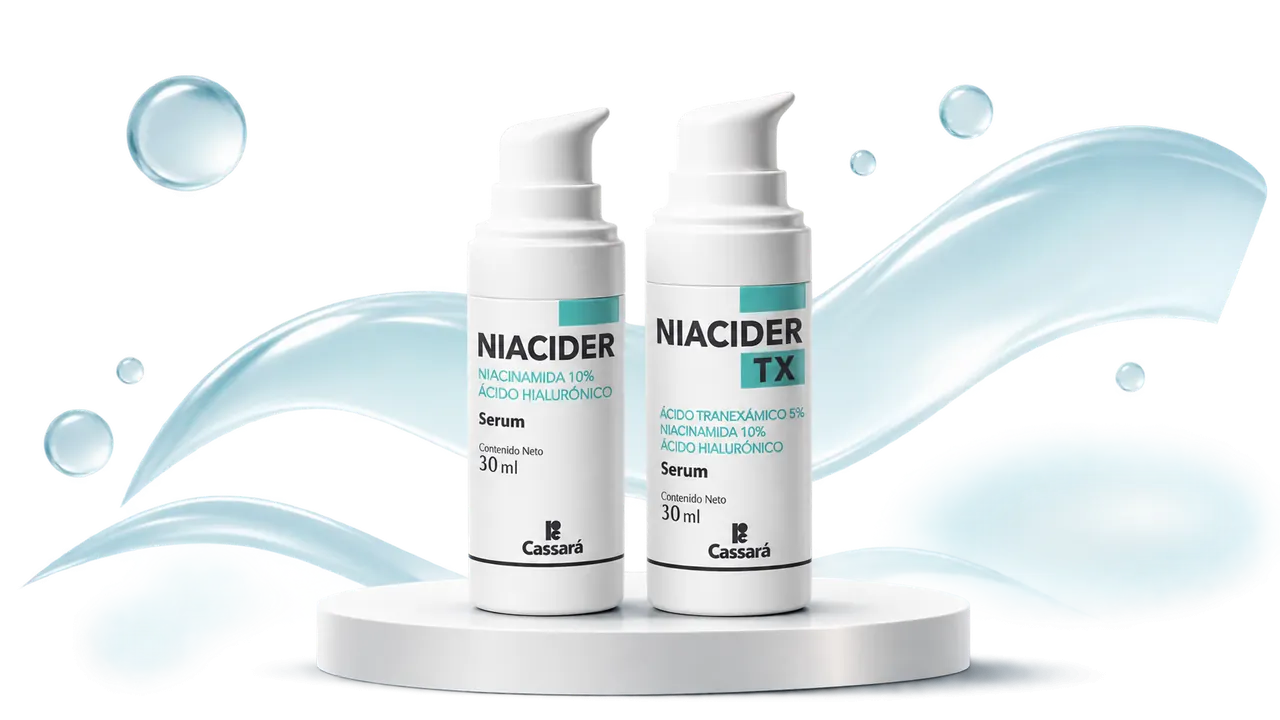 NIACIDER
NIACINAMIDA 10%
ÁCIDO HIALURÓNICO
Serum
Contenido Neto
30 ml
Cassará
NIACIDER
TX
ÁCIDO TRANEXÁMICO 5%
NIACINAMIDA 10%
ÁCIDO HIALURÓNICO
Serum
Contenido Neto
30 ml
Cassará